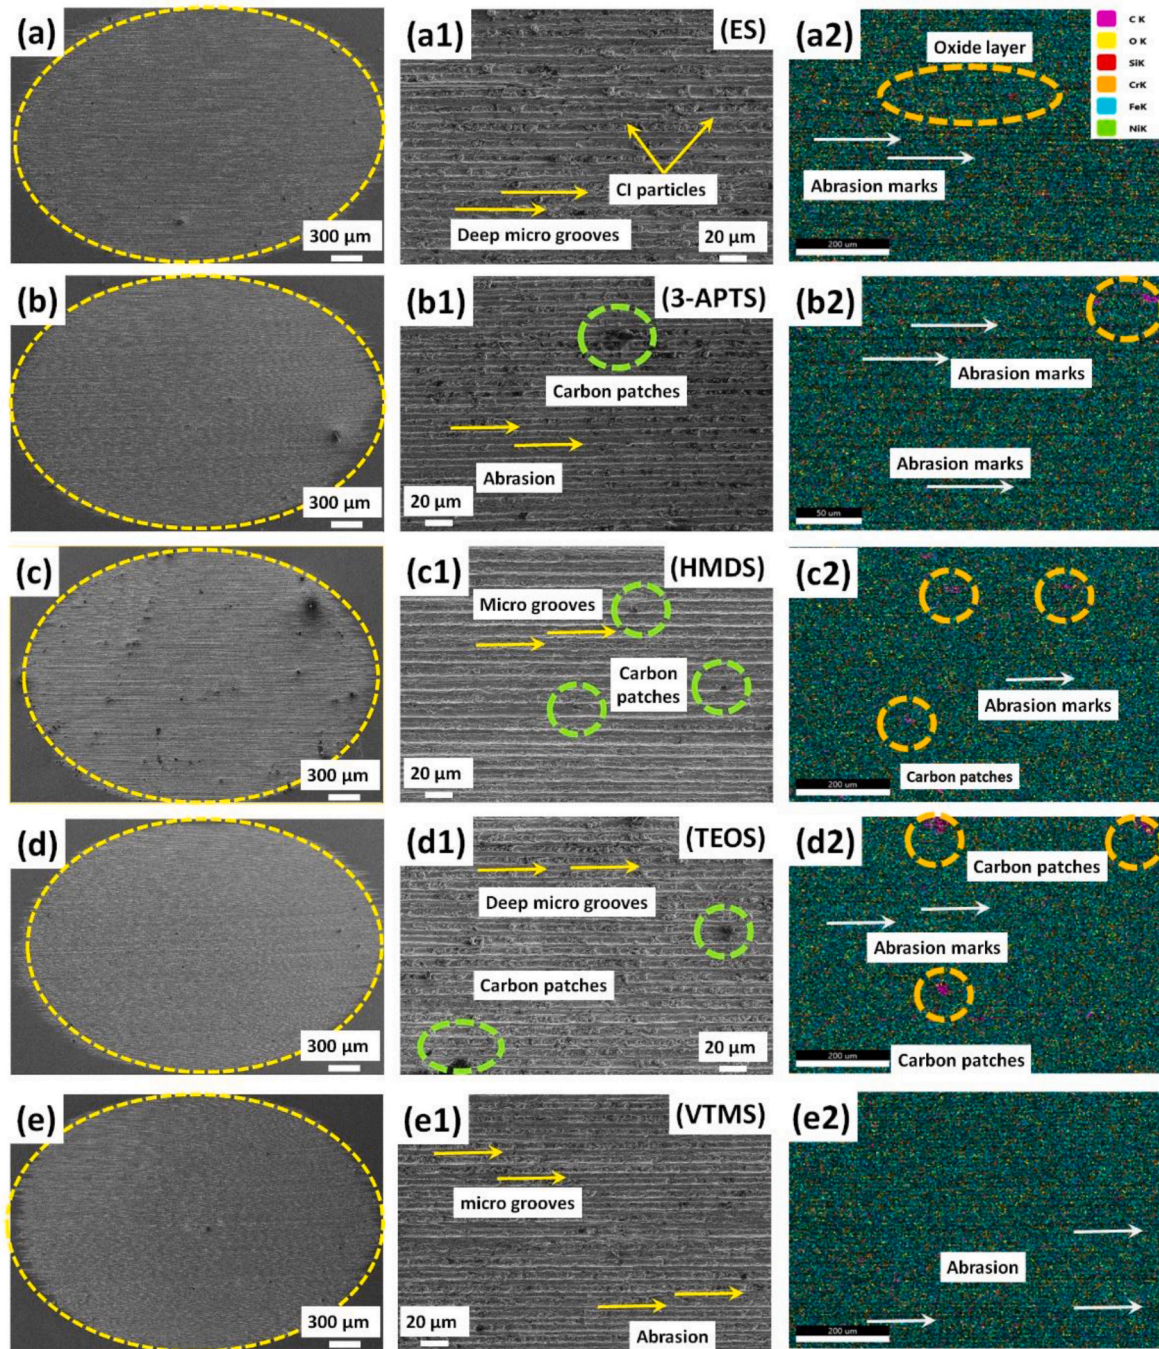 (a)
300 μm
(a1)
(ES)
CI particles
Deep micro grooves
20 μm
(a2)
Oxide layer
Abrasion marks
200 um
C K
O K
SiK
CrK
FeK
NiK
(b)
300 μm
(b1)
(3-APTS)
Carbon patches
Abrasion
20 μm
(b2)
Abrasion marks
Abrasion marks
50 um
(c)
300 μm
(c1)
(HMDS)
Micro grooves
Carbon
patches
20 μm
(c2)
Abrasion marks
Carbon patches
200 um
(d)
300 μm
(d1)
(TEOS)
Deep micro grooves
Carbon patches
20 μm
(d2)
Carbon patches
Abrasion marks
Carbon patches
200 um
(e)
300 μm
(e1)
(VTMS)
micro grooves
Abrasion
20 μm
(e2)
Abrasion
200 um